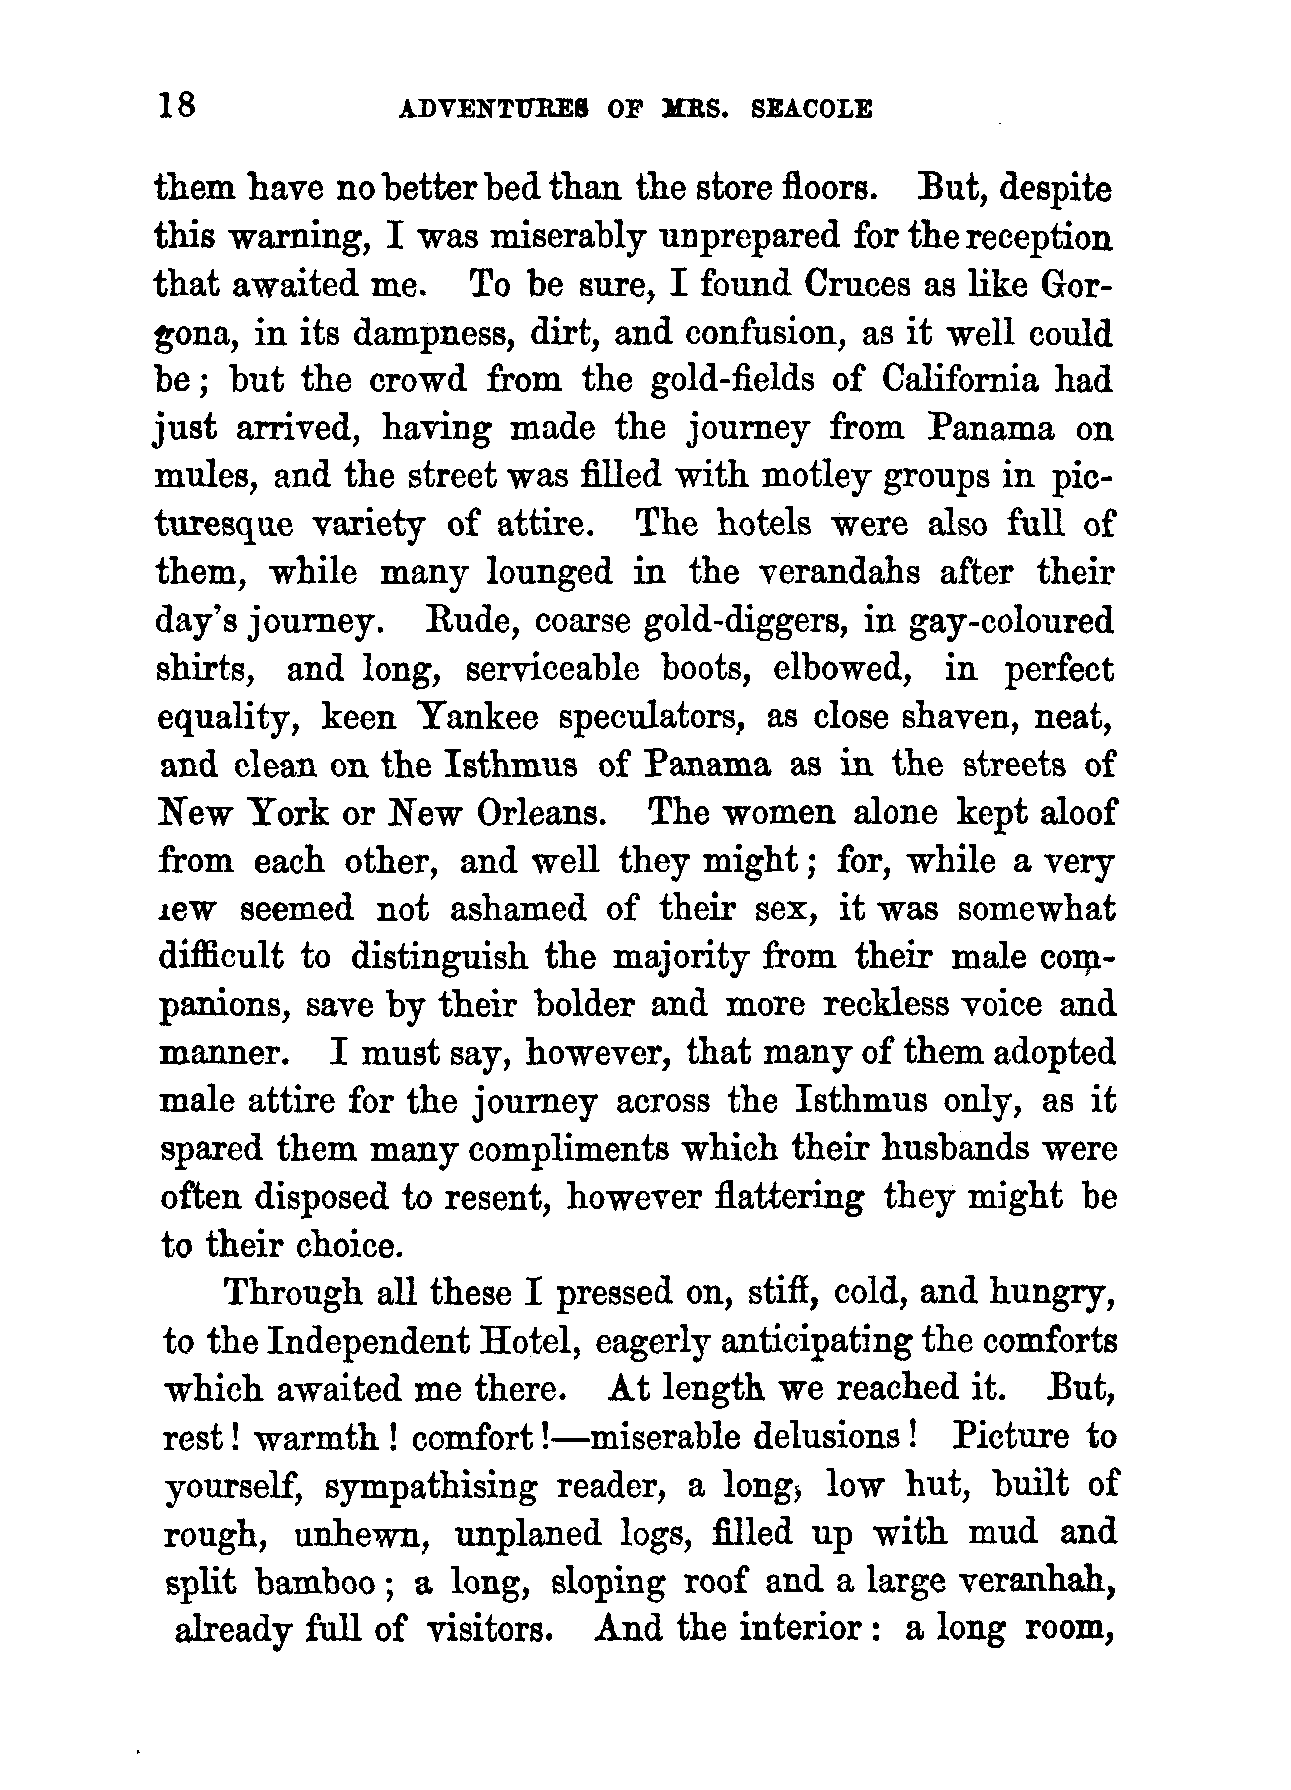 18 ADVENTURES OF MRS. SEACOLE
them have no better bed than the store floors. But, despite
this warning, I was miserably unprepared for the reception
that awaited me. To be sure, I found Cruces as like Gor-
gona, in its dampness, dirt, and confusion, as it well could
be ; but the crowd from the gold-fields of California had
just arrived, having made the journey from Panama on
mules, and the street was filled with motley groups in pic-
turesque variety of attire. The hotels were also full of
them, while many lounged in the verandahs after their
day's journey. Rude, coarse gold-diggers, in gay-coloured
shirts, and long, serviceable boots, elbowed, in perfect
equality, keen Yankee speculators, as close shaven, neat,
and clean on the Isthmus of Panama as in the streets of
New York or New Orleans. The women alone kept aloof
from each other, and well they might ; for, while a very
few seemed not ashamed of their sex, it was somewhat
difficult to distinguish the majority from their male com-
panions, save by their bolder and more reckless voice and
manner. I must say, however, that many of them adopted
male attire for the journey across the Isthmus only, as it
spared them many compliments which their husbands were
often disposed to resent, however flattering they might be
to their choice.
Through all these I pressed on, stiff, cold, and hungry,
to the Independent Hotel, eagerly anticipating the comforts
which awaited me there. At length we reached it. But,
rest ! warmth ! comfort !—miserable delusions ! Picture to
yourself, sympathising reader, a long, low hut, built of
rough, unhewn, unplaned logs, filled up with mud and
split bamboo ; a long, sloping roof and a large veranhah,
already full of visitors. And the interior : a long room,